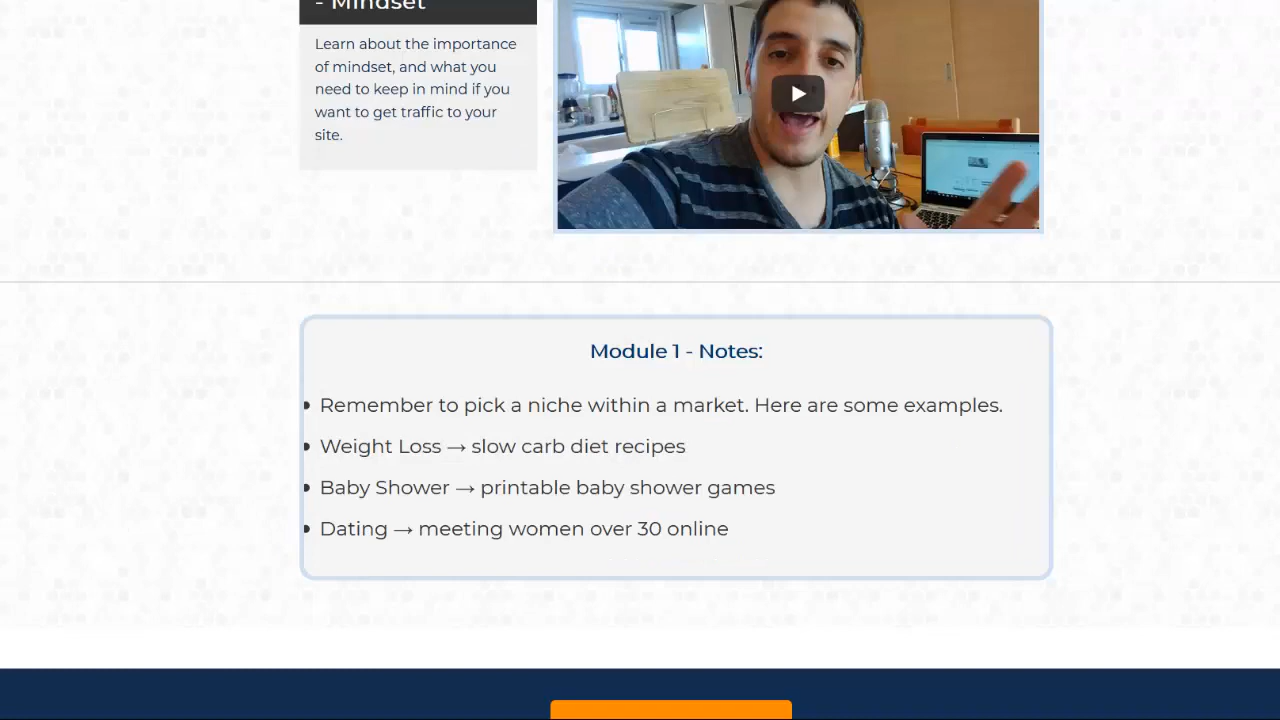 - Mindset
Learn about the importance
of mindset, and what you
need to keep in mind if you
want to get traffic to your
site.
Module 1 - Notes:
• Remember to pick a niche within a market. Here are some examples.
• Weight Loss → slow carb diet recipes
• Baby Shower → printable baby shower games
• Dating → meeting women over 30 online